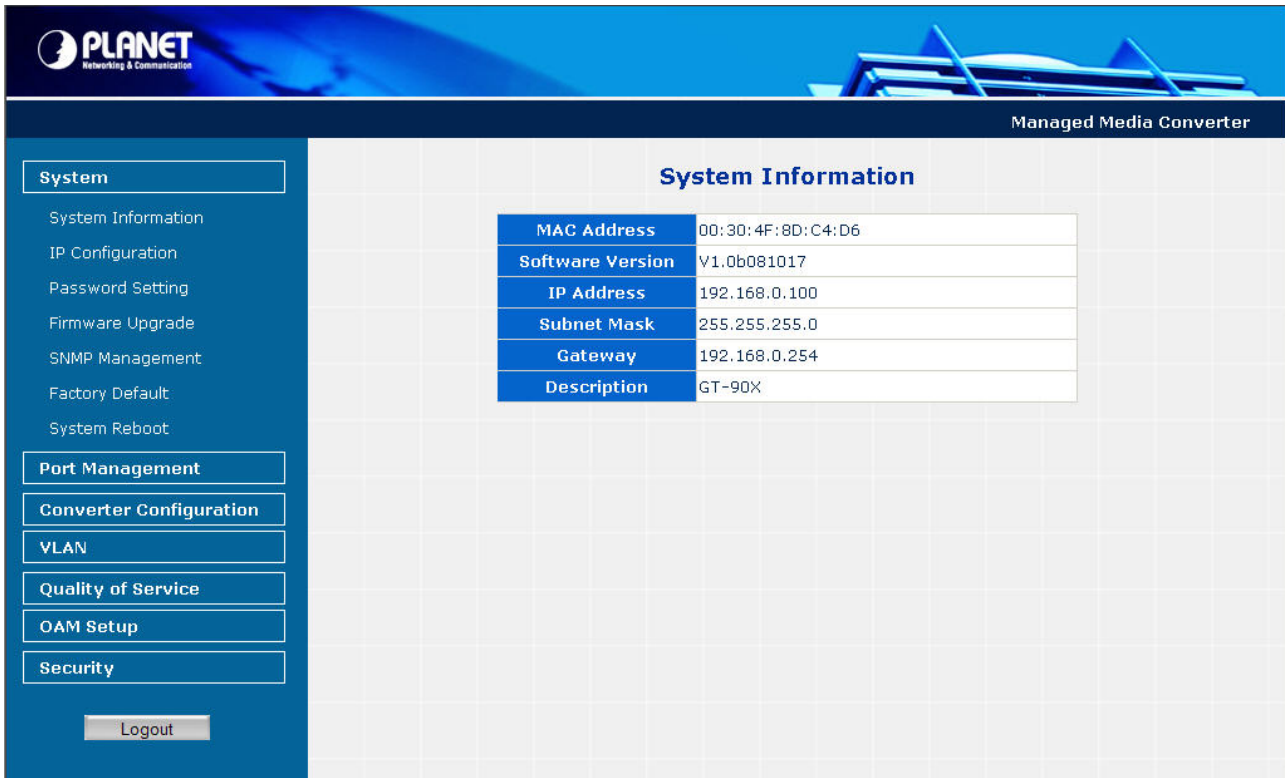 PLANET
Networking & Communication
Managed Media Converter
System
System Information
IP Configuration
Password Setting
Firmware Upgrade
SNMP Management
Factory Default
System Reboot
Port Management
Converter Configuration
VLAN
Quality of Service
OAM Setup
Security
Logout
System Information
MAC Address 00:30:4F:8D:C4:D6
Software Version V1.0b081017
IP Address 192.168.0.100
Subnet Mask 255.255.255.0
Gateway 192.168.0.254
Description GT-90X